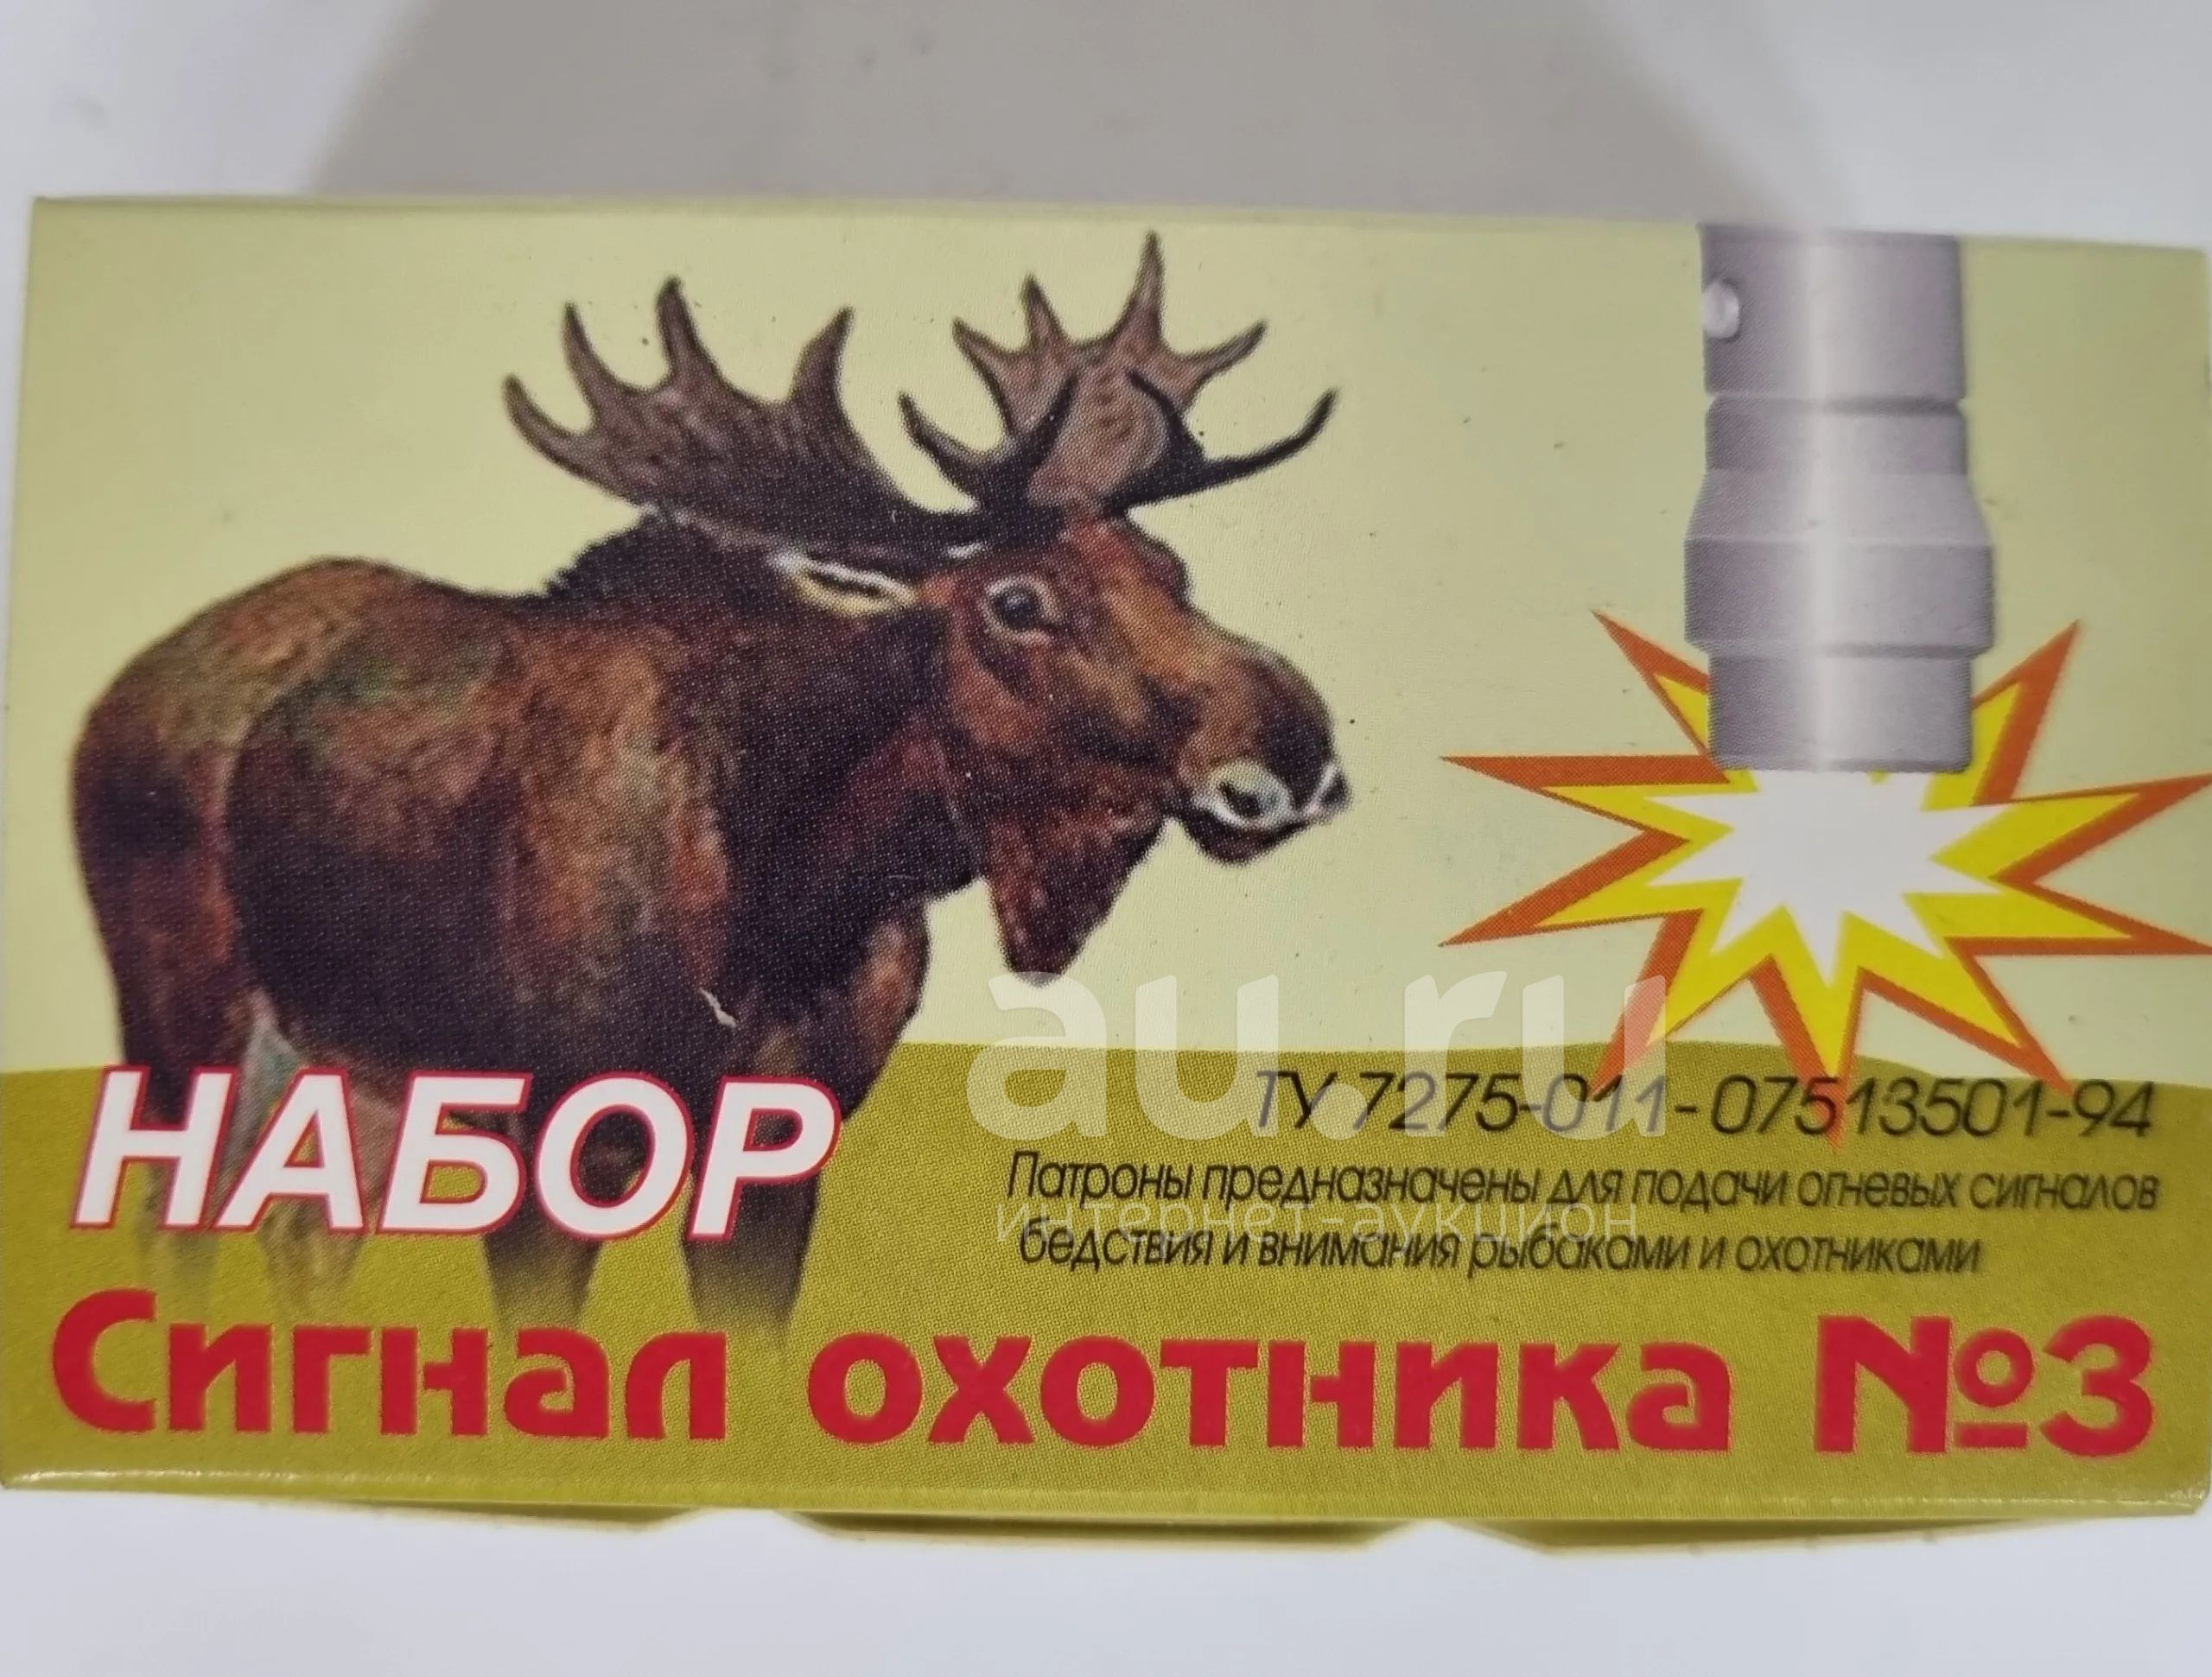 au.ru
ТУ 7275-011-07513501-94
Патроны предназначены для подачи огневых сигналов
интернет-аукцион
бедствия и внимания рыбаками и охотниками
НАБОР
Сигнал охотника №3